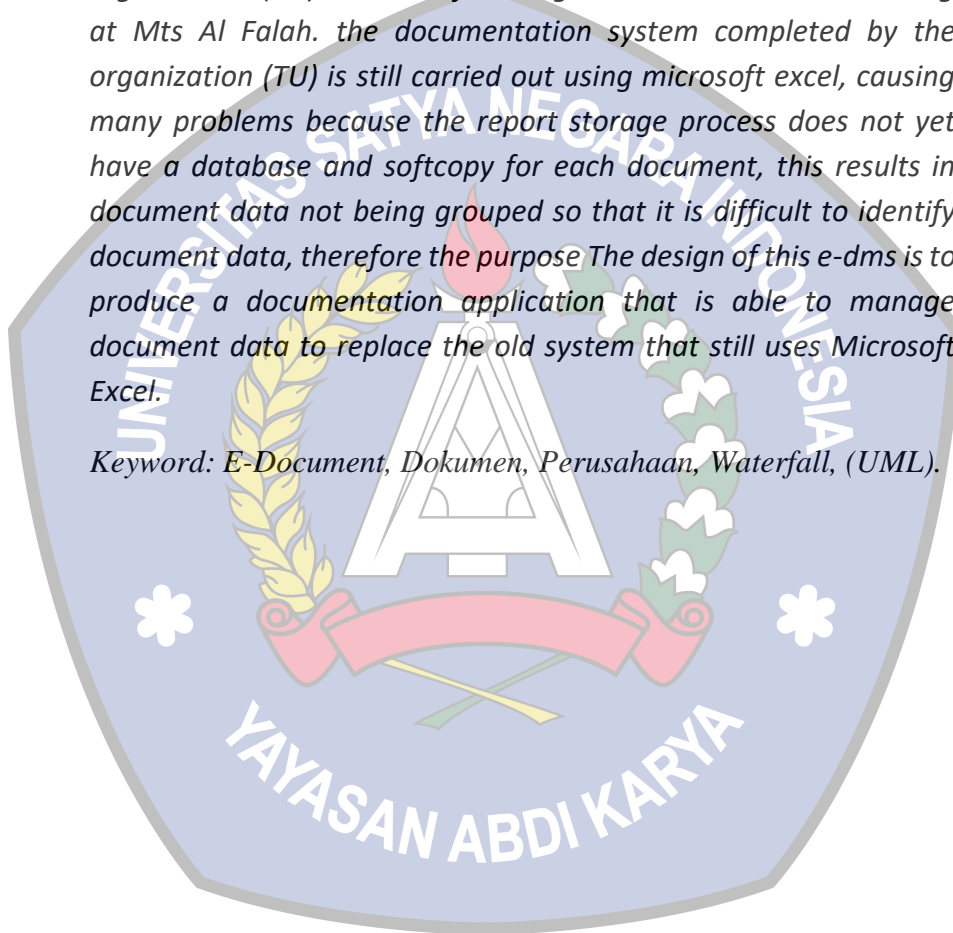 at Mts Al Falah. the documentation system completed by the
organization (TU) is still carried out using microsoft excel, causing
many problems because the report storage process does not yet
have a database and softcopy for each document, this results in
document data not being grouped so that it is difficult to identify
document data, therefore the purpose The design of this e-dms is to
produce a documentation application that is able to manage
document data to replace the old system that still uses Microsoft
Excel.
Keyword: E-Document, Dokumen, Perusahaan, Waterfall, (UML).
UNIVERSITAS SATYA NEGARA INDONESIA
YAYASAN ABDI KARYA